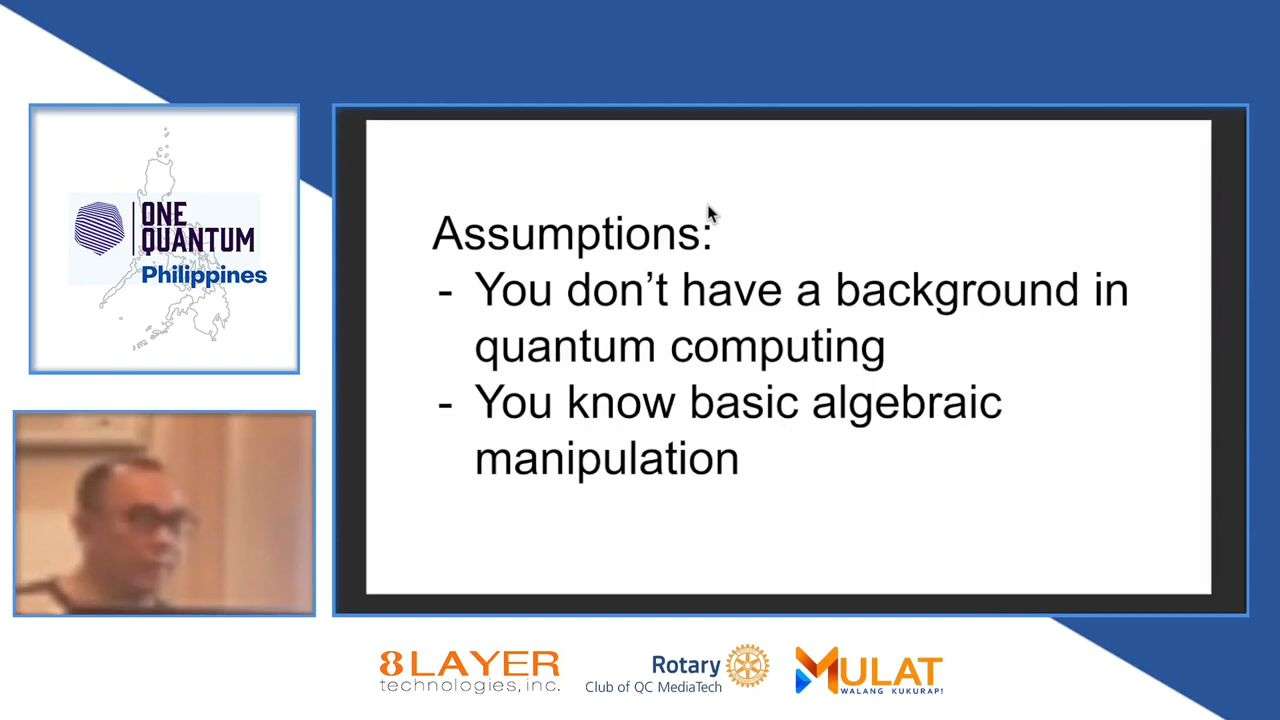 ONE
QUANTUM
Philippines
Assumptions:
- You don't have a background in
quantum computing
- You know basic algebraic
manipulation
8LAYER
technologies, inc.
Rotary
Club of QC MediaTech
MULAT
WALANG KUKURAP!